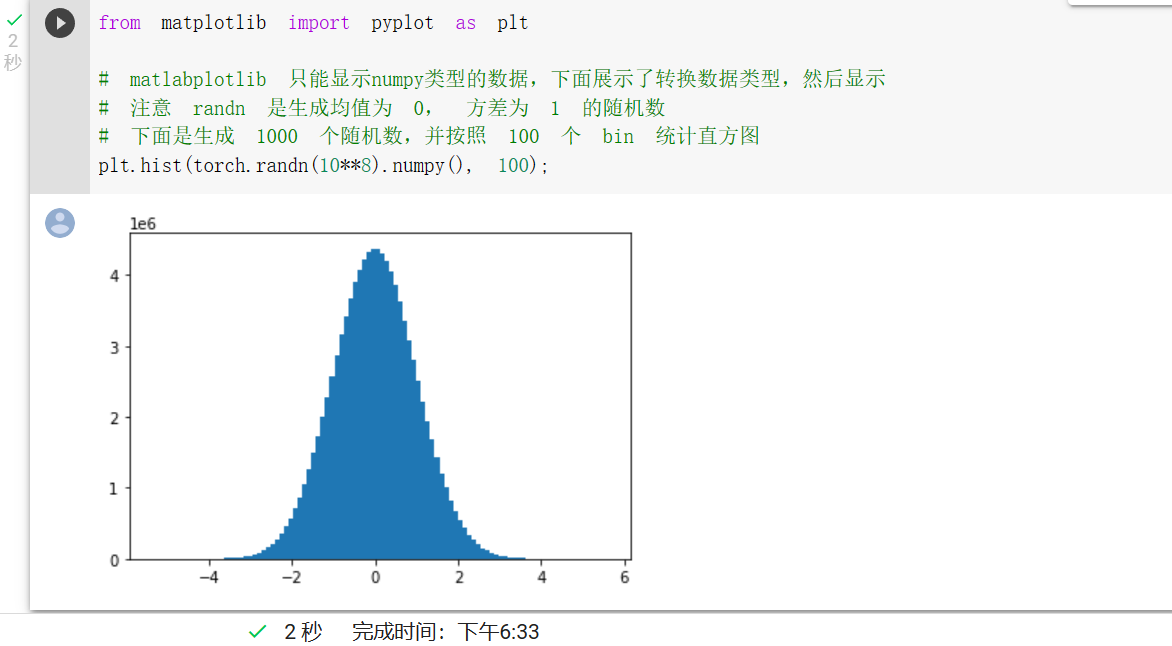 from matplotlib import pyplot as plt
2
秒
# matlabplotlib 只能显示numpy类型的数据，下面展示了转换数据类型，然后显示
# 注意 randn 是生成均值为 0， 方差为 1 的随机数
# 下面是生成 1000 个随机数，并按照 100 个 bin 统计直方图
plt.hist(torch.randn(10**8).numpy(), 100);
1e6
4
3
2
1
0
−4 −2 0 2 4 6
2 秒 完成时间：下午6:33